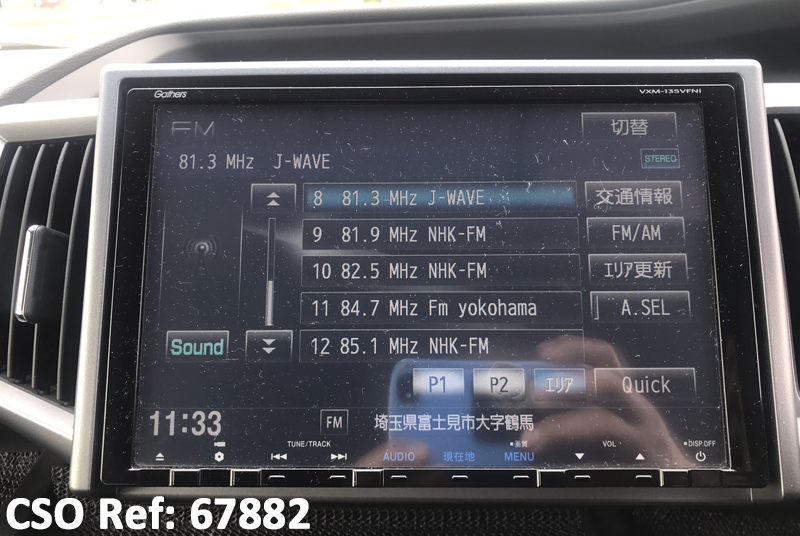 Gathers VXM-135VFNi
FM 切替
81.3 MHz J-WAVE STEREO
8 81.3 MHz J-WAVE 交通情報
9 81.9 MHz NHK-FM FM/AM
10 82.5 MHz NHK-FM エリア更新
11 84.7 MHz Fm yokohama A.SEL
Sound 12 85.1 MHz NHK-FM
P1 P2 エリア Quick
11:33 FM 埼玉県富士見市大字鶴馬
TUNE/TRACK 画質 VOL DISP.OFF
AUDIO 現在地 MENU
CSO Ref: 67882